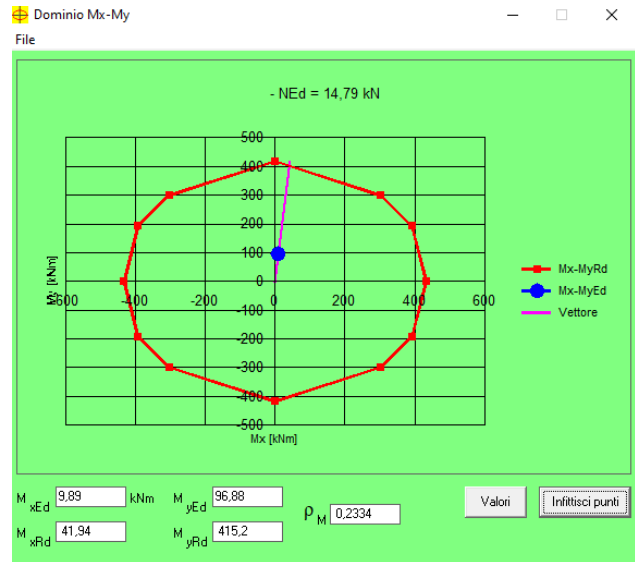 Dominio Mx-My
File
- NEd = 14,79 kN
500
400
300
200
100
0
-100
-200
-300
-400
-500
-600 -400 -200 0 200 400 600
My [kNm]
Mx [kNm]
Mx-MyRd
Mx-MyEd
Vettore
M xEd 9,89 kNm M yEd 96,88
ρ M 0,2334
Valori Infittisci punti
M xRd 41,94 M yRd 415,2